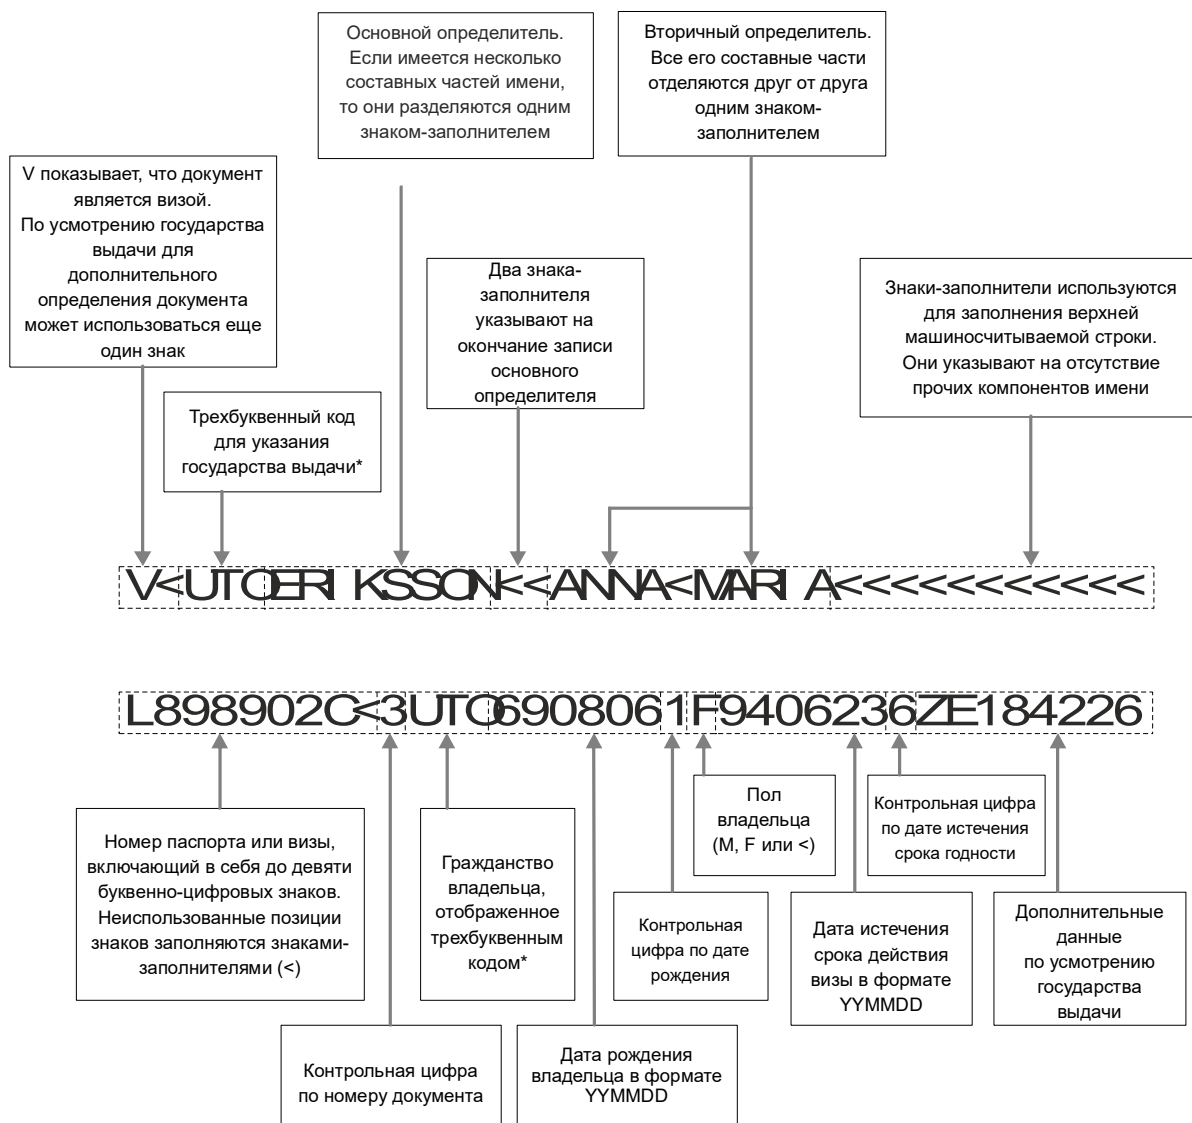 Основной определитель.
Если имеется несколько
составных частей имени,
то они разделяются одним
знаком-заполнителем
Вторичный определитель.
Все его составные части
отделяются друг от друга
одним знаком-
заполнителем
V показывает, что документ
является визой.
По усмотрению государства
выдачи для
дополнительного
определения документа
может использоваться еще
один знак
Два знака-
заполнителя
указывают на
окончание записи
основного
определителя
Знаки-заполнители используются
для заполнения верхней
машиносчитываемой строки.
Они указывают на отсутствие
прочих компонентов имени
Трехбуквенный код
для указания
государства выдачи*
V<UTOERIKSSON<<ANNA<MARIA<<<<<<<<<<<
L898902C<3UTO6908061F9406236ZE184226
Номер паспорта или визы,
включающий в себя до девяти
буквенно-цифровых знаков.
Неиспользованные позиции
знаков заполняются знаками-
заполнителями (<)
Гражданство
владельца,
отображенное
трехбуквенным
кодом*
Пол
владельца
(M, F или <)
Контрольная цифра
по дате истечения
срока годности
Контрольная
цифра по дате
рождения
Дата истечения
срока действия
визы в формате
YYMMDD
Дополнительные
данные
по усмотрению
государства
выдачи
Контрольная цифра
по номеру документа
Дата рождения
владельца в формате
YYMMDD